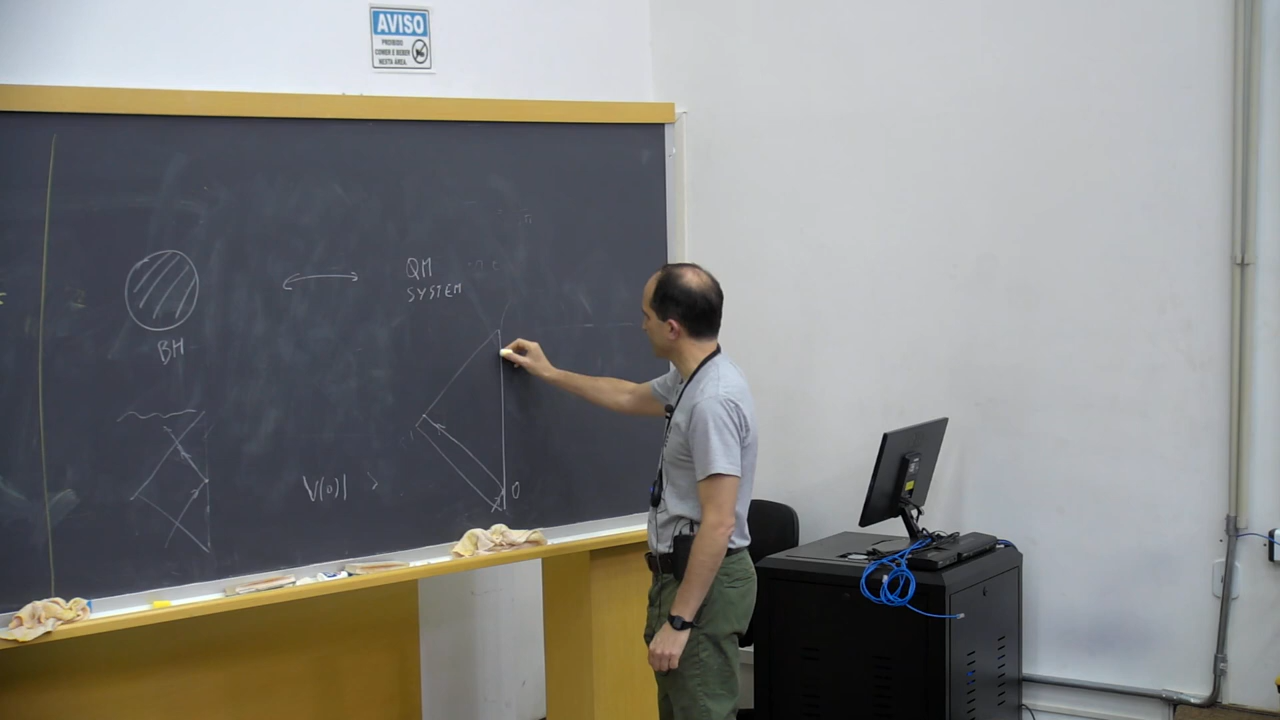 AVISO
PROIBIDO
COMER E BEBER
NESTA ÁREA.
QM
SYSTEM
BH
V(0)| >
0